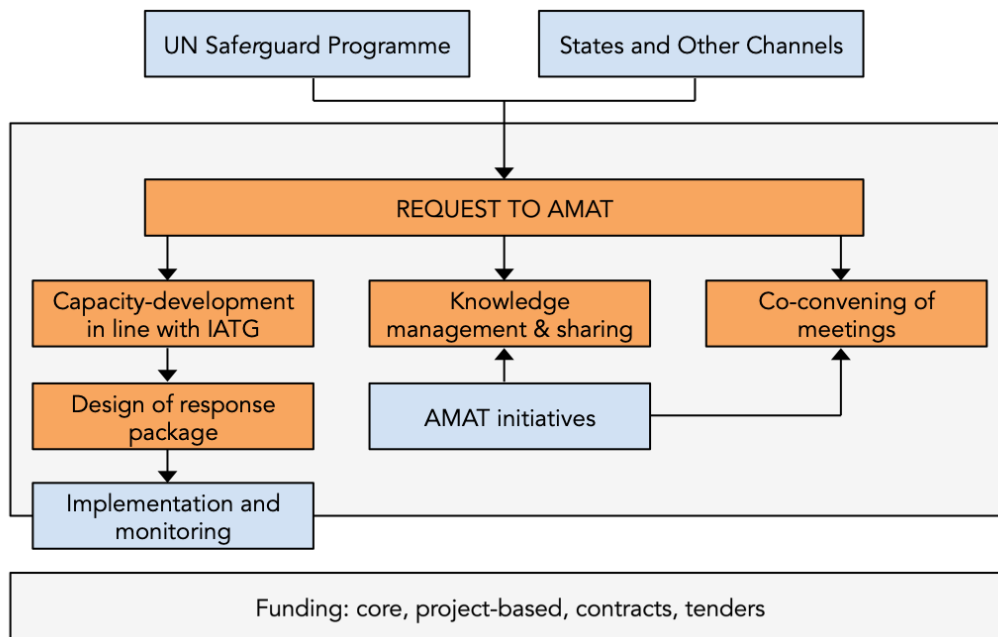 UN Saferguard Programme
States and Other Channels
REQUEST TO AMAT
Capacity-development
in line with IATG
Knowledge
management & sharing
Co-convening of
meetings
Design of response
package
AMAT initiatives
Implementation and
monitoring
Funding: core, project-based, contracts, tenders